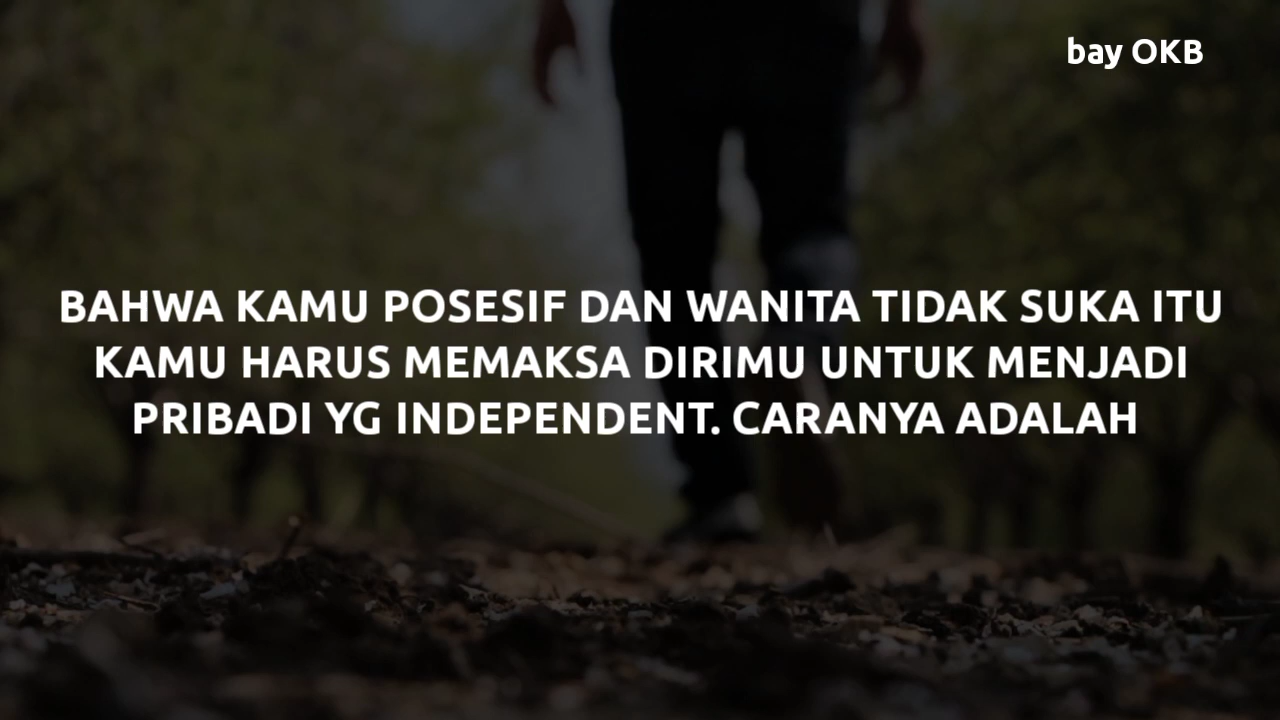 bay OKB
BAHWA KAMU POSESIF DAN WANITA TIDAK SUKA ITU
KAMU HARUS MEMAKSA DIRIMU UNTUK MENJADI
PRIBADI YG INDEPENDENT. CARANYA ADALAH